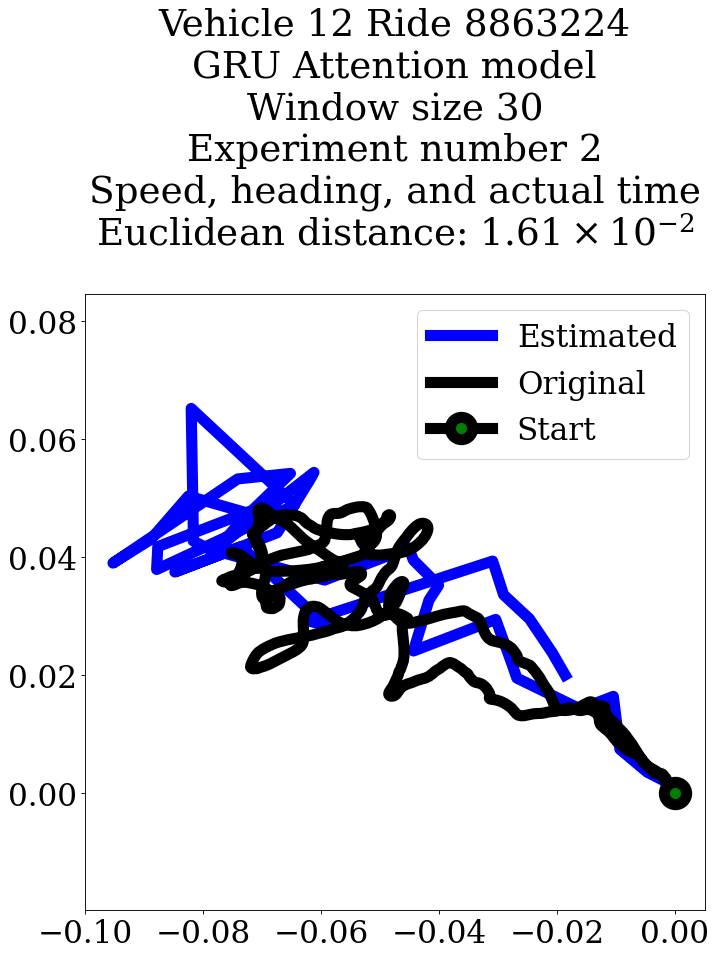 Vehicle 12 Ride 8863224
GRU Attention model
Window size 30
Experiment number 2
Speed, heading, and actual time
Euclidean distance: 1.61 × 10⁻²
Estimated
Original
Start
0.08
0.06
0.04
0.02
0.00
−0.10 −0.08 −0.06 −0.04 −0.02 0.00